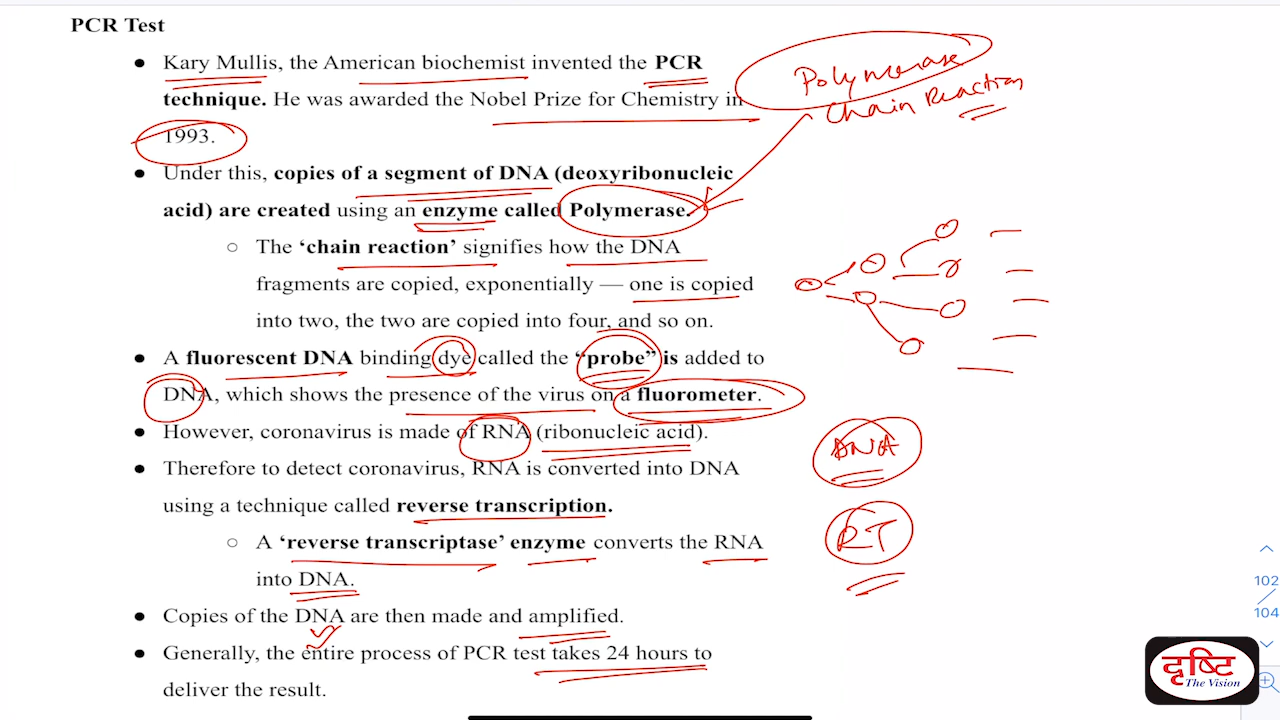 PCR Test
● Kary Mullis, the American biochemist invented the PCR
technique. He was awarded the Nobel Prize for Chemistry in
1993.
Polymerase
Chain Reaction
● Under this, copies of a segment of DNA (deoxyribonucleic
acid) are created using an enzyme called Polymerase.
○ The ‘chain reaction’ signifies how the DNA
fragments are copied, exponentially — one is copied
into two, the two are copied into four, and so on.
● A fluorescent DNA binding dye called the “probe” is added to
DNA, which shows the presence of the virus on a fluorometer.
● However, coronavirus is made of RNA (ribonucleic acid).
DNA
● Therefore to detect coronavirus, RNA is converted into DNA
using a technique called reverse transcription.
RT
○ A ‘reverse transcriptase’ enzyme converts the RNA
into DNA.
● Copies of the DNA are then made and amplified.
● Generally, the entire process of PCR test takes 24 hours to
deliver the result.
102
104
दृष्टि
The Vision